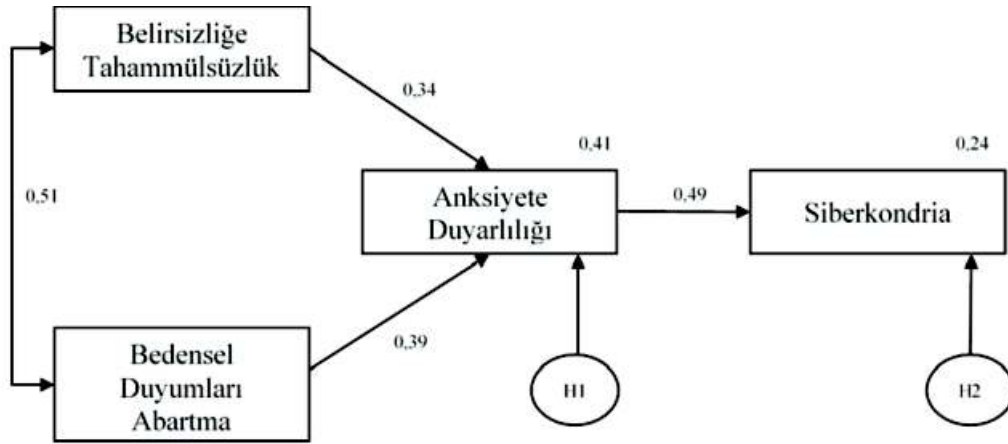 Belirsizliğe
Tahammülsüzlük
0,34
0,41
0,24
0,51
Anksiyete
Duyarlılığı
0,49
Siberkondria
0,39
Bedensel
Duyumları
Abartma
H1
H2